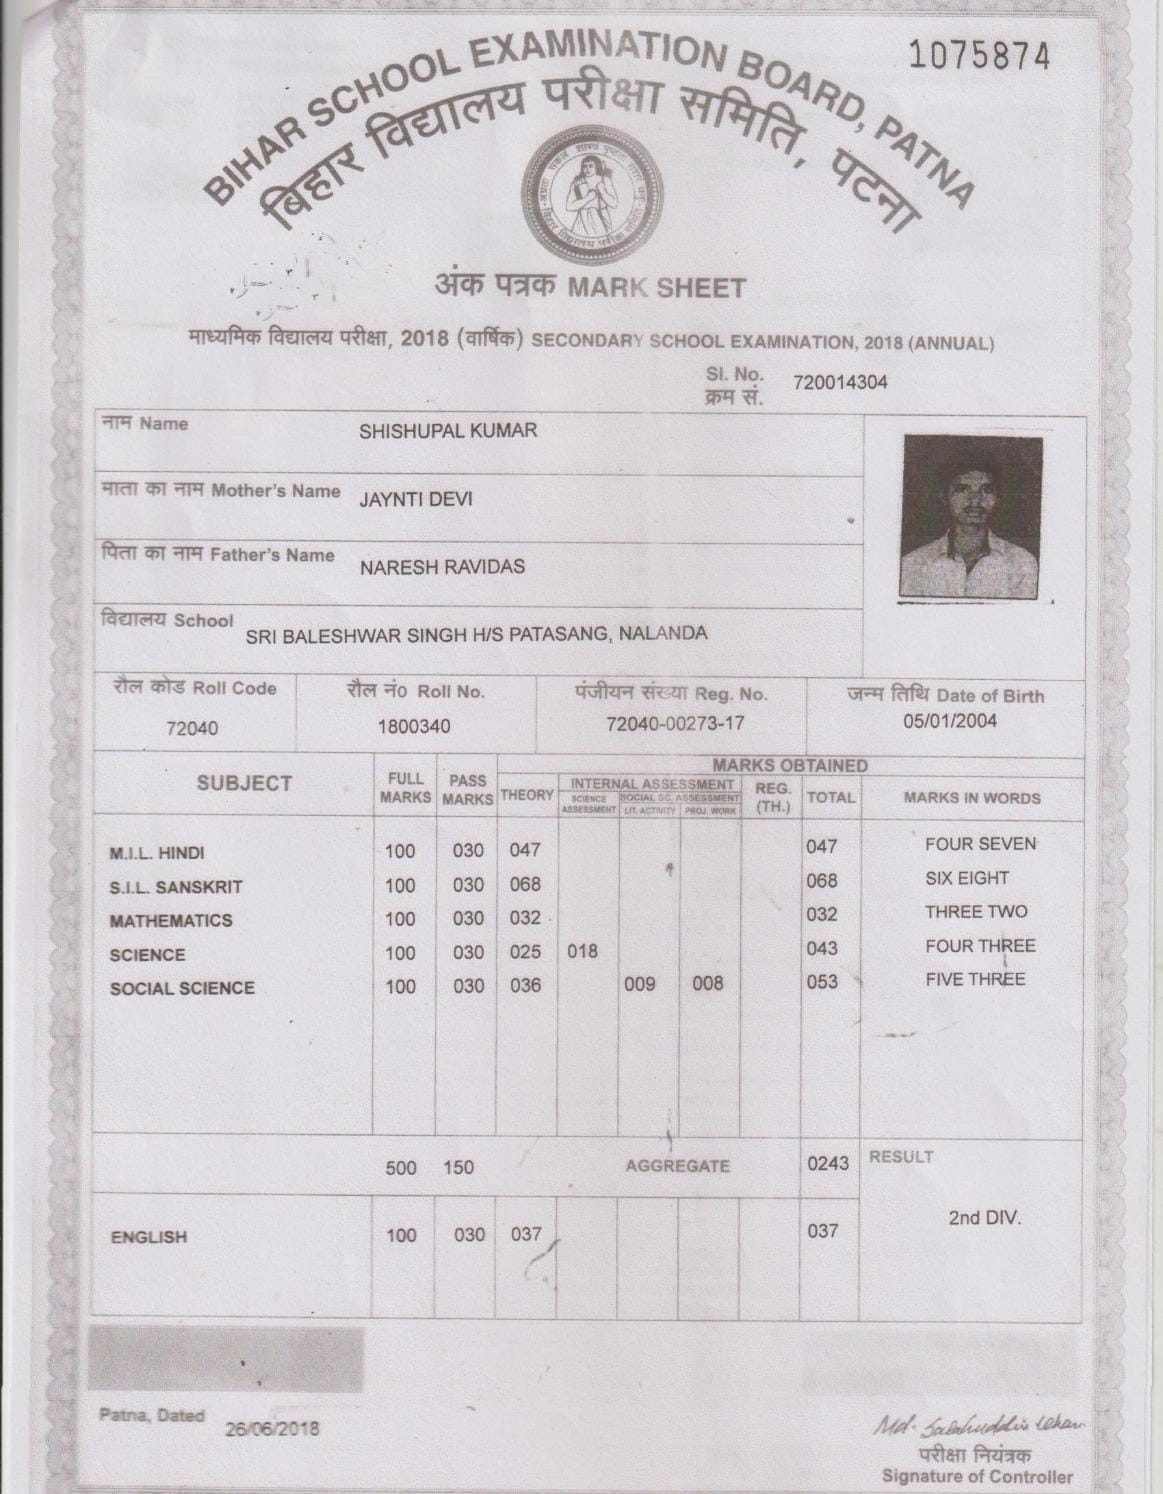 1075874
BIHAR SCHOOL EXAMINATION BOARD, PATNA
बिहार विद्यालय परीक्षा समिति, पटना
अंक पत्रक MARK SHEET
माध्यमिक विद्यालय परीक्षा, 2018 (वार्षिक) SECONDARY SCHOOL EXAMINATION, 2018 (ANNUAL)
Sl. No. 720014304
क्रम सं.
नाम Name SHISHUPAL KUMAR
माता का नाम Mother's Name JAYNTI DEVI
पिता का नाम Father's Name NARESH RAVIDAS
विद्यालय School SRI BALESHWAR SINGH H/S PATASANG, NALANDA
रौल कोड Roll Code रौल नं० Roll No. पंजीयन संख्या Reg. No. जन्म तिथि Date of Birth
72040 1800340 72040-00273-17 05/01/2004
MARKS OBTAINED
SUBJECT FULL MARKS PASS MARKS THEORY INTERNAL ASSESSMENT REG. (TH.) TOTAL MARKS IN WORDS
SCIENCE ASSESSMENT SOCIAL SC. ASSESSMENT
LIT. ACTIVITY PROJ. WORK
M.I.L. HINDI 100 030 047 047 FOUR SEVEN
S.I.L. SANSKRIT 100 030 068 068 SIX EIGHT
MATHEMATICS 100 030 032 032 THREE TWO
SCIENCE 100 030 025 018 043 FOUR THREE
SOCIAL SCIENCE 100 030 036 009 008 053 FIVE THREE
500 150 AGGREGATE 0243 RESULT
2nd DIV.
ENGLISH 100 030 037 037
Patna, Dated 26/06/2018
Md. Salahuddin Khan
परीक्षा नियंत्रक
Signature of Controller